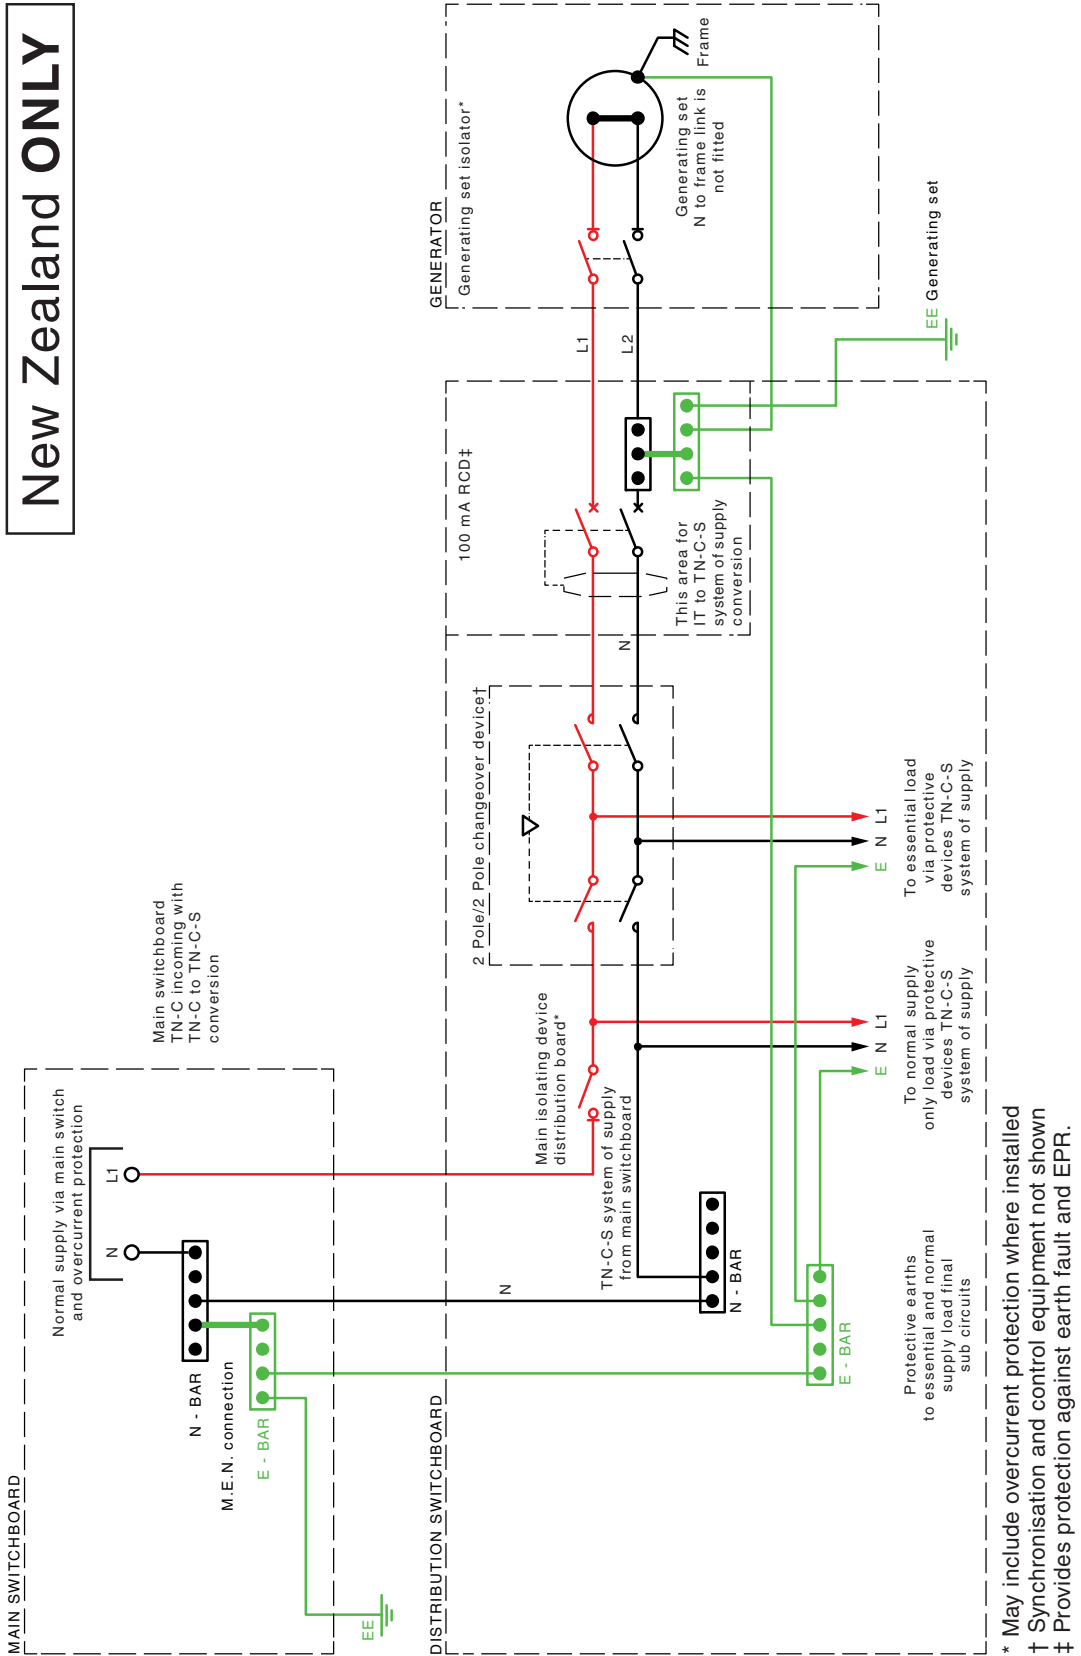 New Zealand ONLY
MAIN SWITCHBOARD
Normal supply via main switch
and overcurrent protection
N
L1
Main switchboard
TN-C incoming with
TN-C to TN-C-S
conversion
N - BAR
M.E.N. connection
E - BAR
EE
N
DISTRIBUTION SWITCHBOARD
100 mA RCD‡
2 Pole/2 Pole changeover device†
Main isolating device
distribution board*
TN-C-S system of supply
from main switchboard
N - BAR
E - BAR
N
This area for
IT to TN-C-S
system of supply
conversion
L1
L2
GENERATOR
Generating set isolator*
Generating set
N to frame link is
not fitted
Frame
EE Generating set
E N L1
E N L1
Protective earths
to essential and normal
supply load final
sub circuits
To normal supply
only load via protective
devices TN-C-S
system of supply
To essential load
via protective
devices TN-C-S
system of supply
* May include overcurrent protection where installed
† Synchronisation and control equipment not shown
‡ Provides protection against earth fault and EPR.